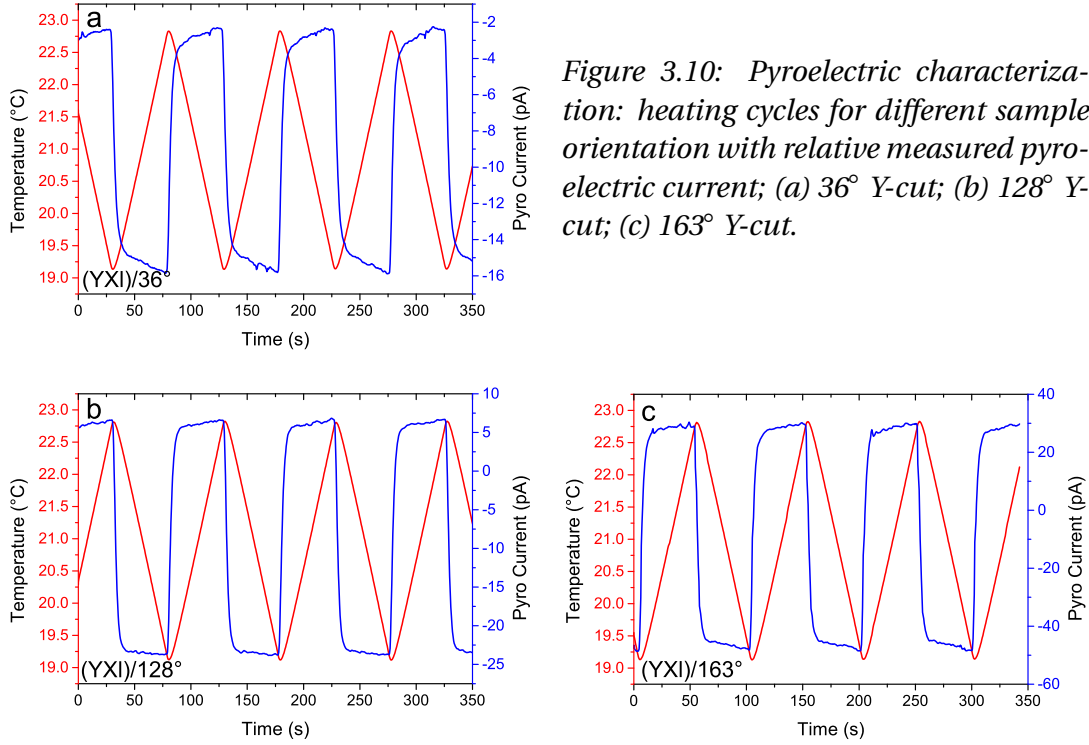 a
Temperature (°C)
23.0
22.5
22.0
21.5
21.0
20.5
20.0
19.5
19.0
-2
-4
-6
-8
-10
-12
-14
-16
Pyro Current (pA)
(YXl)/36°
0 50 100 150 200 250 300 350
Time (s)
Figure 3.10: Pyroelectric characteriza-
tion: heating cycles for different sample
orientation with relative measured pyro-
electric current; (a) 36° Y-cut; (b) 128° Y-
cut; (c) 163° Y-cut.
b
Temperature (°C)
23.0
22.5
22.0
21.5
21.0
20.5
20.0
19.5
19.0
10
5
0
-5
-10
-15
-20
-25
Pyro Current (pA)
(YXl)/128°
0 50 100 150 200 250 300 350
Time (s)
c
Temperature (°C)
23.0
22.5
22.0
21.5
21.0
20.5
20.0
19.5
19.0
40
20
0
-20
-40
-60
Pyro Current (pA)
(YXl)/163°
0 50 100 150 200 250 300 350
Time (s)